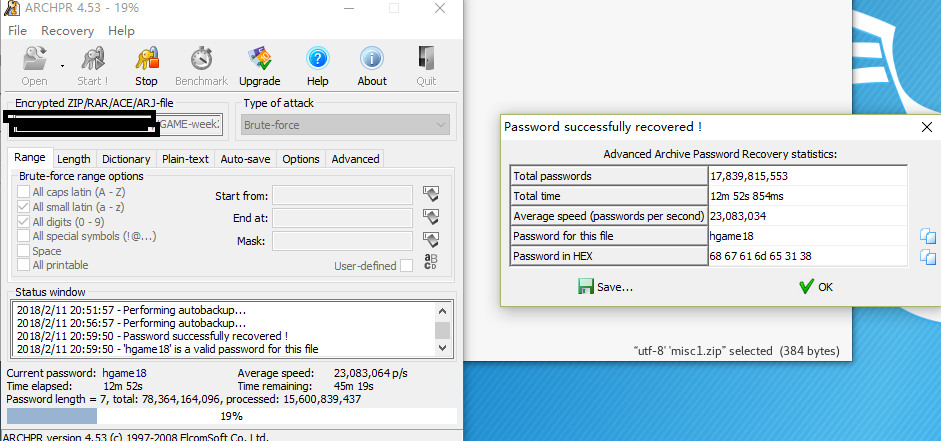 ARCHPR 4.53 - 19%
File Recovery Help
Open Start ! Stop Benchmark Upgrade Help About Quit
Encrypted ZIP/RAR/ACE/ARJ-file
Type of attack
Brute-force
Range Length Dictionary Plain-text Auto-save Options Advanced
Brute-force range options
All caps latin (A - Z)
All small latin (a - z)
All digits (0 - 9)
All special symbols (!@...)
Space
All printable
Start from:
End at:
Mask:
User-defined
Status window
2018/2/11 20:51:57 - Performing autobackup...
2018/2/11 20:56:57 - Performing autobackup...
2018/2/11 20:59:50 - Password successfully recovered !
2018/2/11 20:59:50 - 'hgame18' is a valid password for this file
Current password: hgame18 Average speed: 23,083,064 p/s
Time elapsed: 12m 52s Time remaining: 45m 19s
Password length = 7, total: 78,364,164,096, processed: 15,600,839,437
19%
ARCHPR version 4.53 (c) 1997-2008 ElcomSoft Co. Ltd.
Password successfully recovered !
Advanced Archive Password Recovery statistics:
Total passwords 17,839,815,553
Total time 12m 52s 854ms
Average speed (passwords per second) 23,083,034
Password for this file hgame18
Password in HEX 68 67 61 6d 65 31 38
Save... OK
"utf-8' 'misc1.zip" selected (384 bytes)